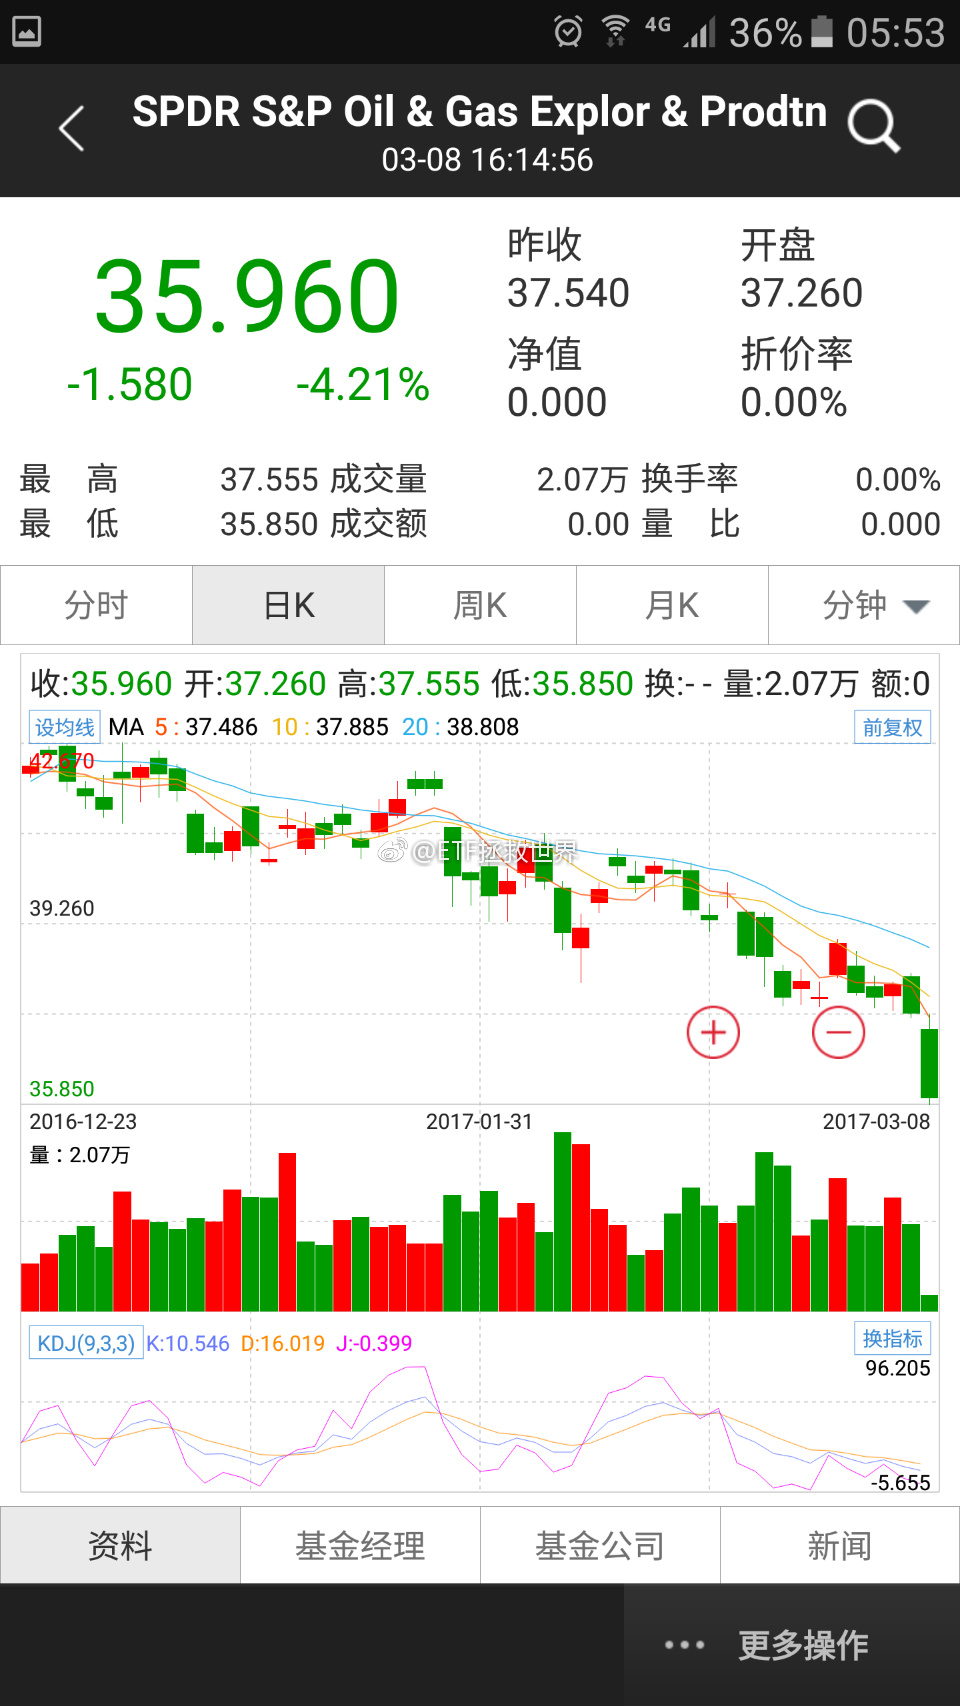 4G 36% 05:53
SPDR S&P Oil & Gas Explor & Prodtn
03-08 16:14:56
35.960
-1.580 -4.21%
昨收 开盘
37.540 37.260
净值 折价率
0.000 0.00%
最 高 37.555 成交量 2.07万 换手率 0.00%
最 低 35.850 成交额 0.00 量 比 0.000
分时 日K 周K 月K 分钟
收:35.960 开:37.260 高:37.555 低:35.850 换:-- 量:2.07万 额:0
设均线 MA 5:37.486 10:37.885 20:38.808 前复权
42.670
@ETF拯救世界
39.260
35.850
2016-12-23 2017-01-31 2017-03-08
量:2.07万
KDJ(9,3,3) K:10.546 D:16.019 J:-0.399 换指标
96.205
-5.655
资料 基金经理 基金公司 新闻
更多操作